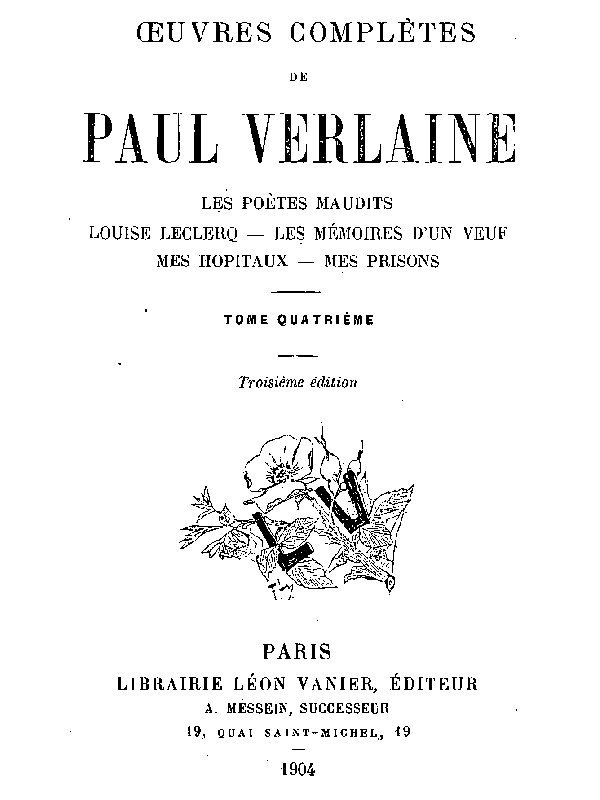 ŒUVRES COMPLÈTES
DE
PAUL VERLAINE
LES POÈTES MAUDITS
LOUISE LECLERQ — LES MÉMOIRES D'UN VEUF
MES HOPITAUX — MES PRISONS
TOME QUATRIÈME
Troisième édition
LV
PARIS
LIBRAIRIE LÉON VANIER, ÉDITEUR
A. MESSEIN, SUCCESSEUR
19, QUAI SAINT-MICHEL, 19
1904